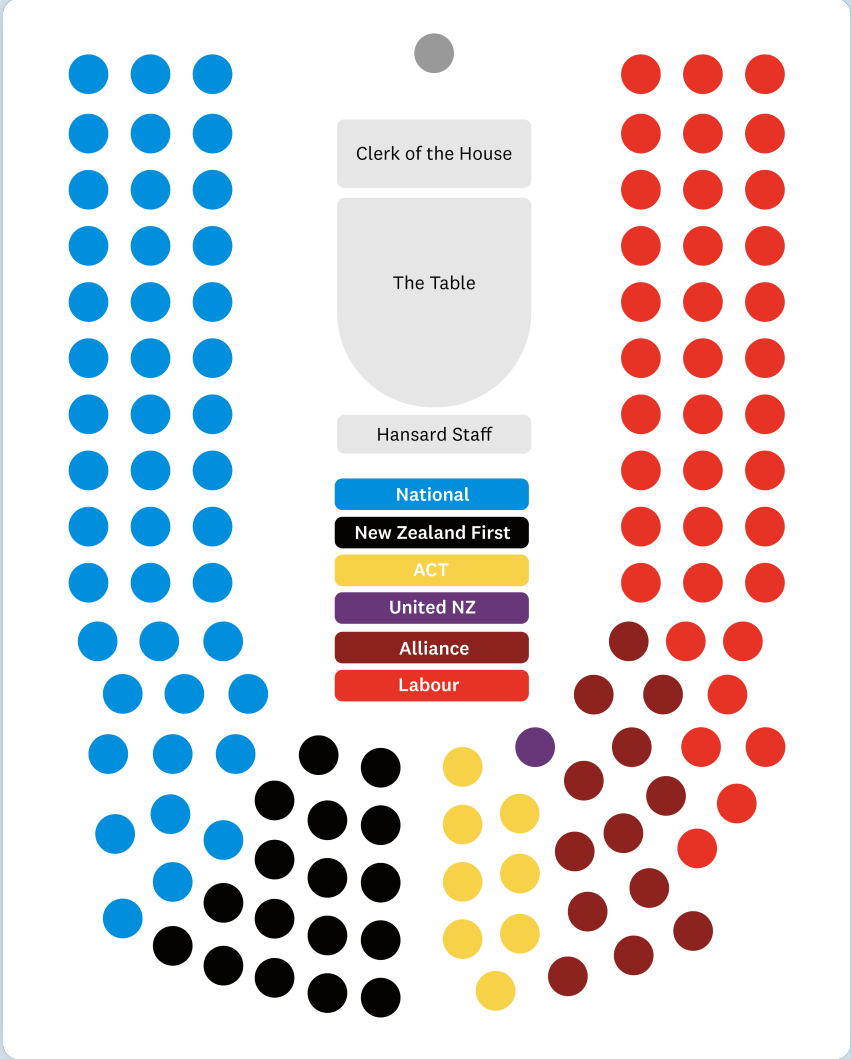 Clerk of the House
The Table
Hansard Staff
National
New Zealand First
ACT
United NZ
Alliance
Labour